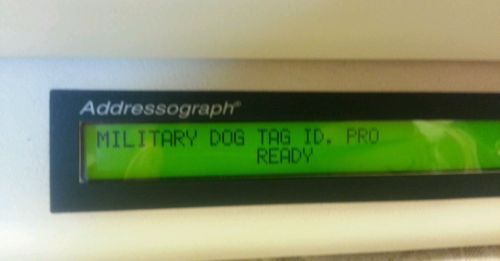 Addressograph®
MILITARY DOG TAG ID. PRO
READY